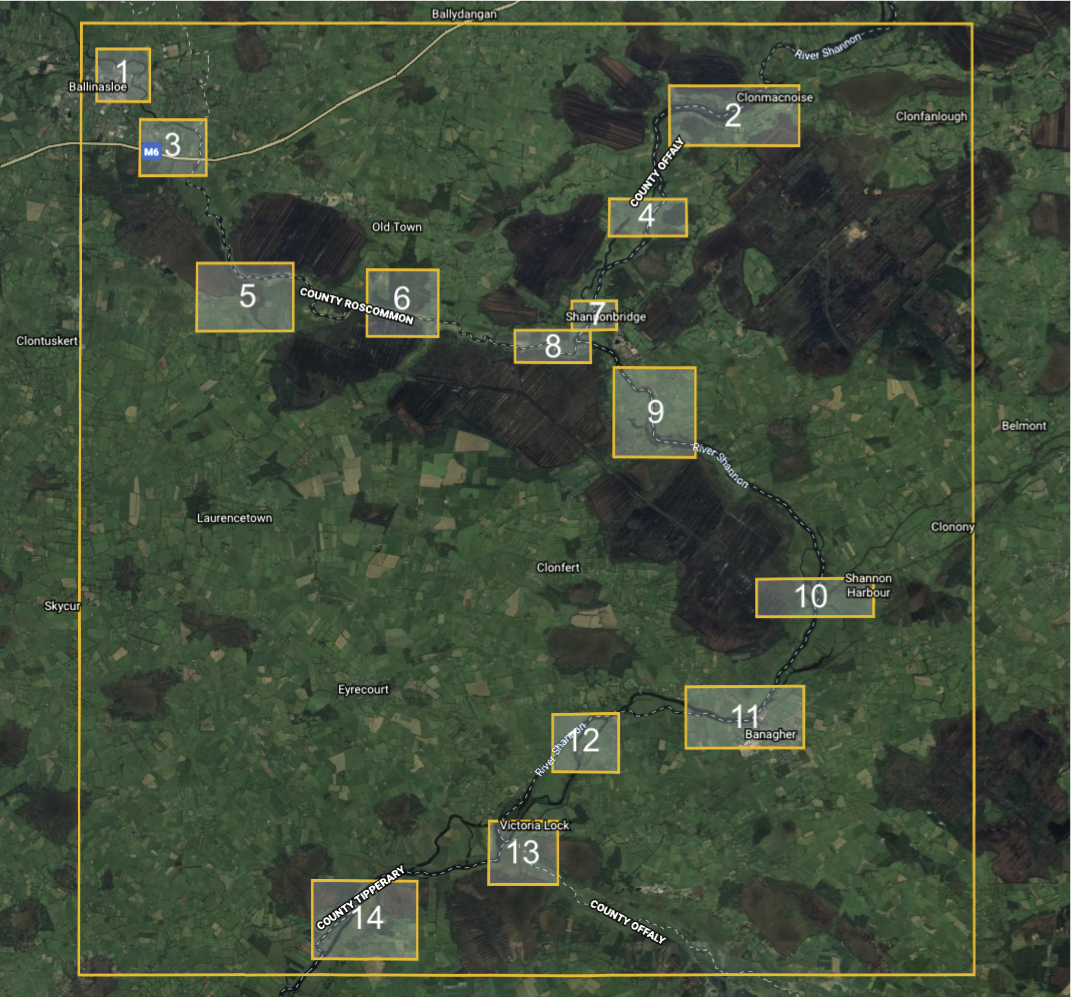 Ballydangan
River Shannon
1
Ballinasloe
Clonmacnoise
2
Clonfanlough
M6
3
COUNTY OFFALY
4
Old Town
5
COUNTY ROSCOMMON
6
7
Shannonbridge
Clontuskert
8
9
Belmont
River Shannon
Laurencetown
Clonony
Clonfert
Shannon
Harbour
10
Skycur
Eyrecourt
11
Banagher
River Shannon
12
Victoria Lock
13
COUNTY TIPPERARY
14
COUNTY OFFALY